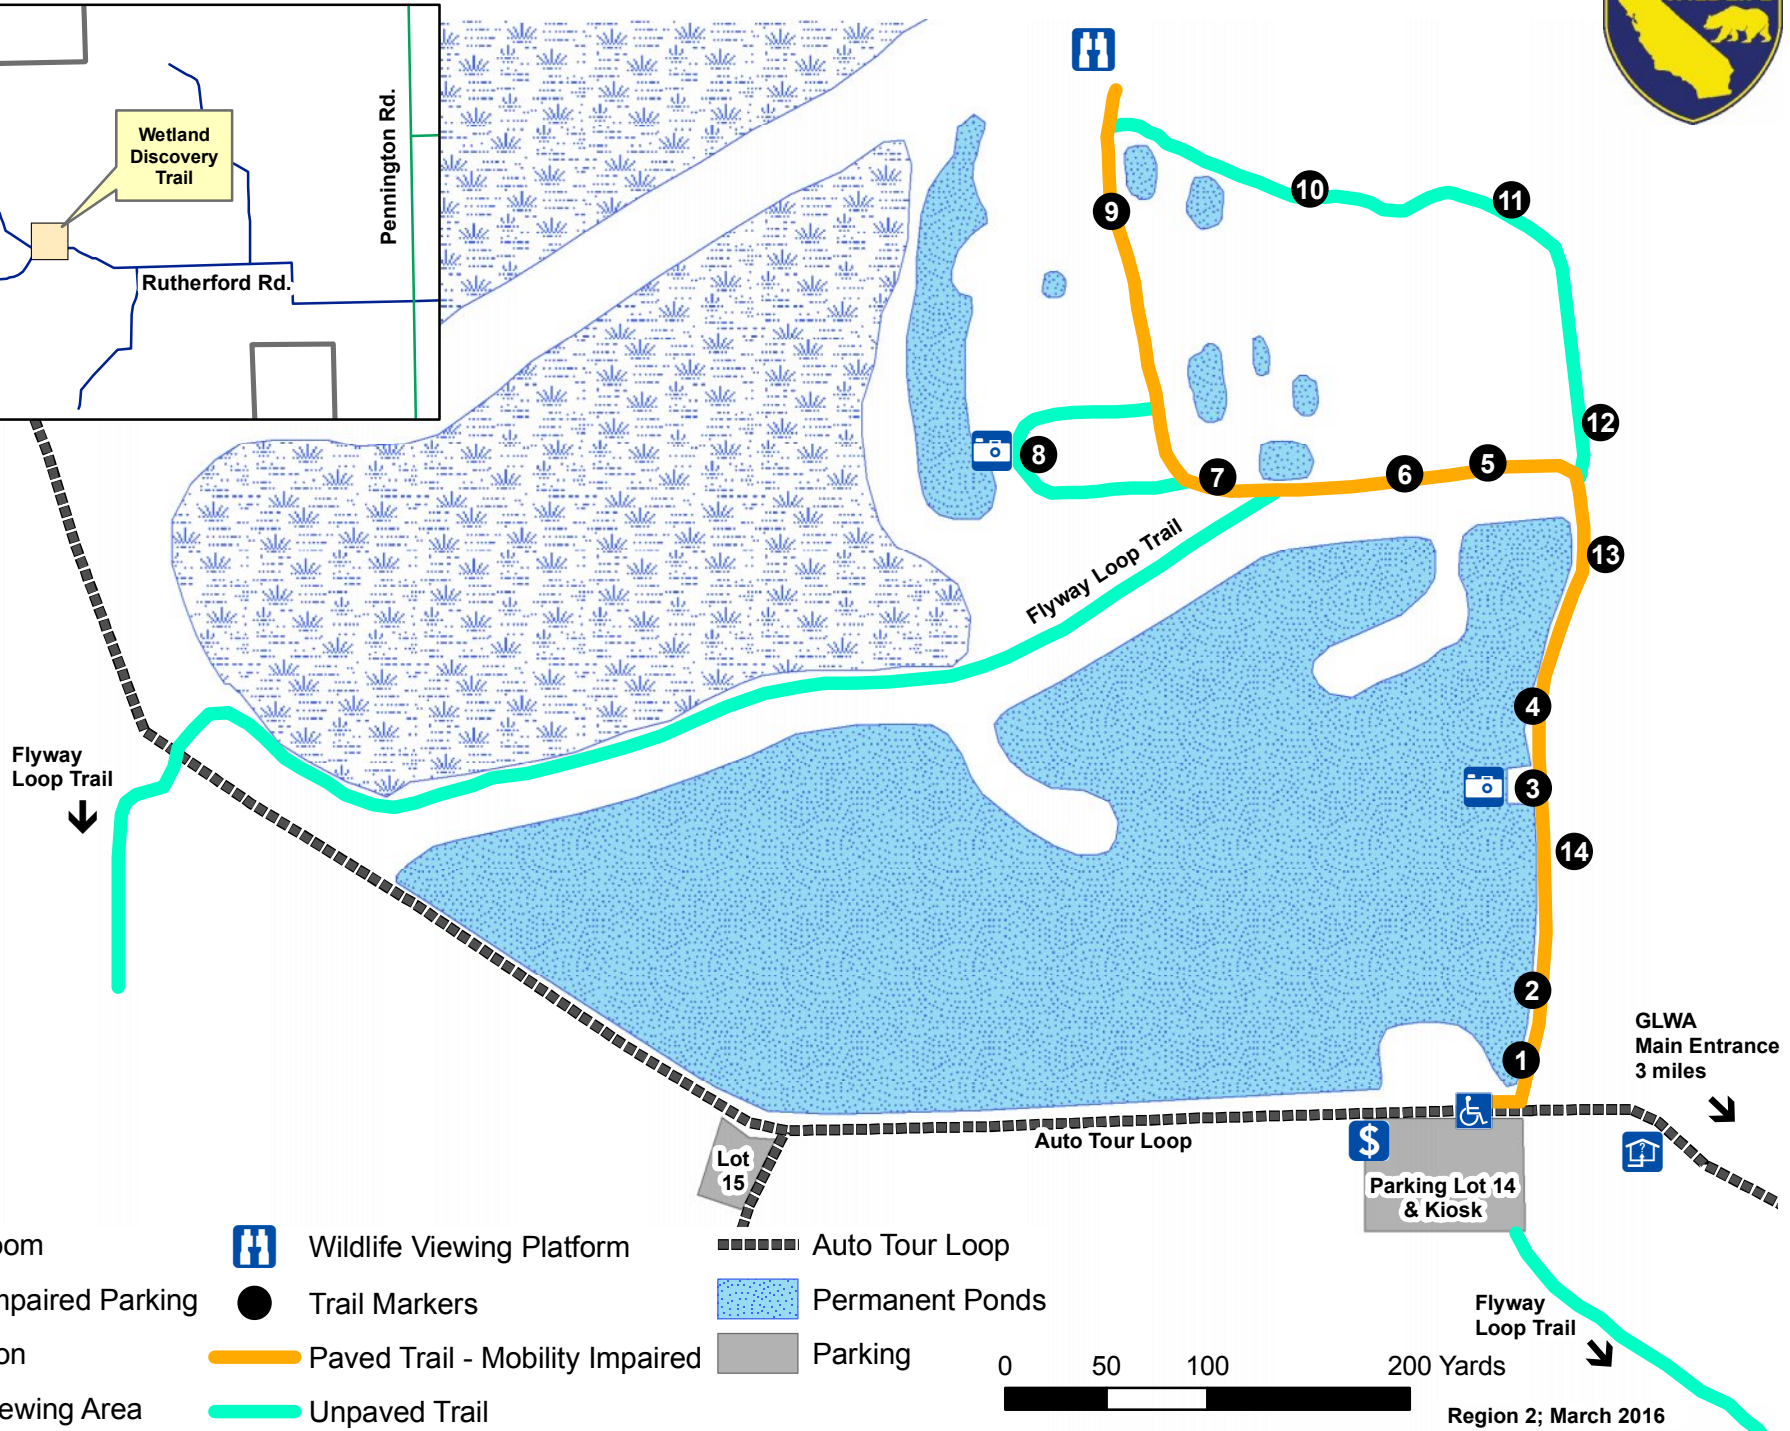 Wetland
Discovery
Trail
Pennington Rd.
Rutherford Rd.
9
10
11
12
8
7
6
5
13
Flyway Loop Trail
4
3
14
2
1
Flyway
Loop Trail
GLWA
Main Entrance
3 miles
Auto Tour Loop
$
Lot
15
Parking Lot 14
& Kiosk
Flyway
Loop Trail
Wildlife Viewing Platform
Trail Markers
Paved Trail - Mobility Impaired
Unpaved Trail
Auto Tour Loop
Permanent Ponds
Parking
mpaired Parking
ewing Area
oom
on
0 50 100 200 Yards
Region 2; March 2016